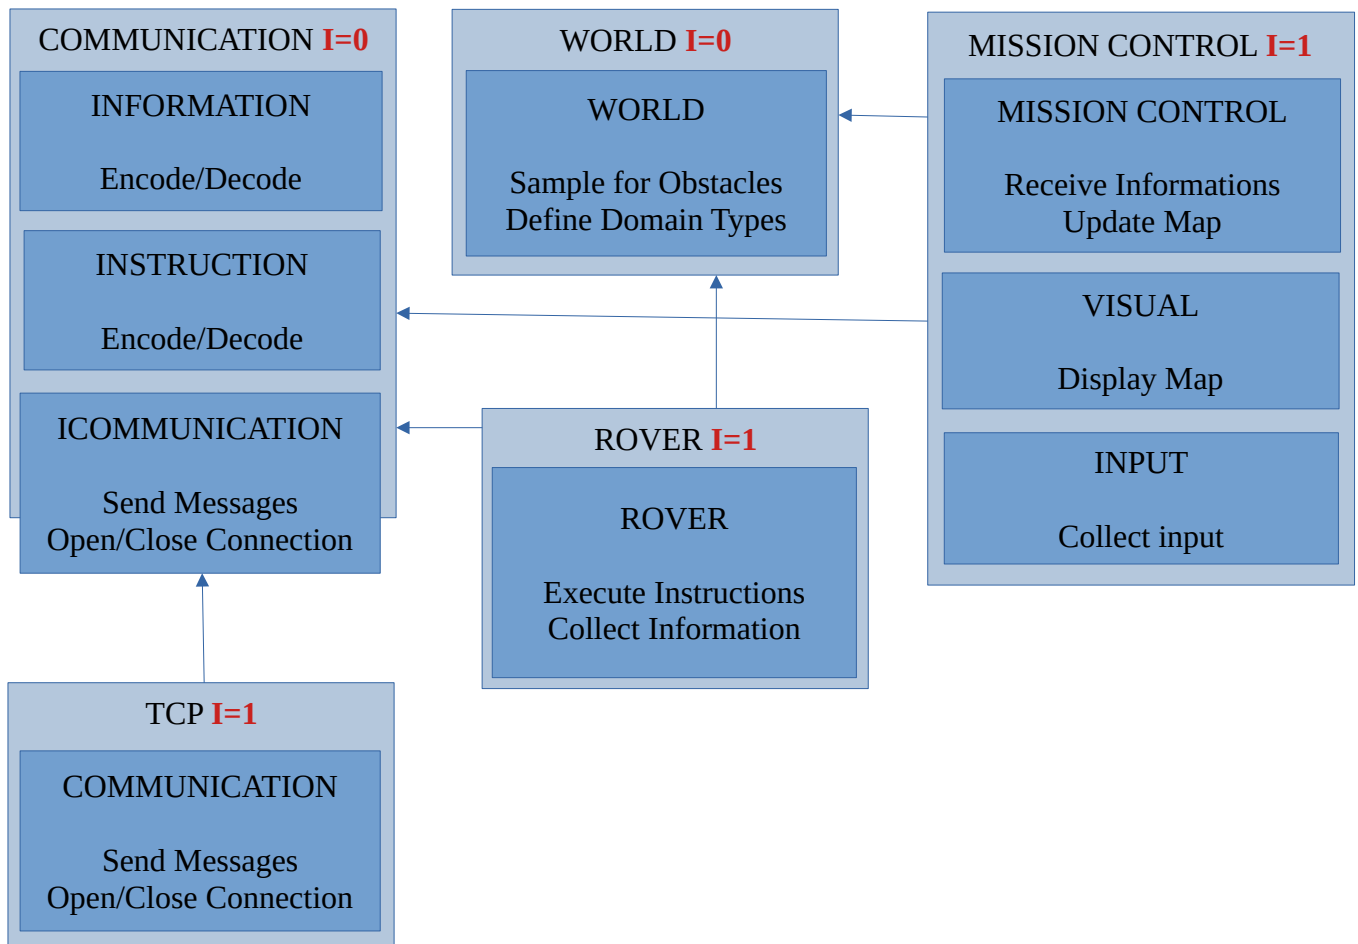 COMMUNICATION I=0
INFORMATION
Encode/Decode
INSTRUCTION
Encode/Decode
ICOMMUNICATION
Send Messages
Open/Close Connection
TCP I=1
COMMUNICATION
Send Messages
Open/Close Connection
WORLD I=0
WORLD
Sample for Obstacles
Define Domain Types
ROVER I=1
ROVER
Execute Instructions
Collect Information
MISSION CONTROL I=1
MISSION CONTROL
Receive Informations
Update Map
VISUAL
Display Map
INPUT
Collect input